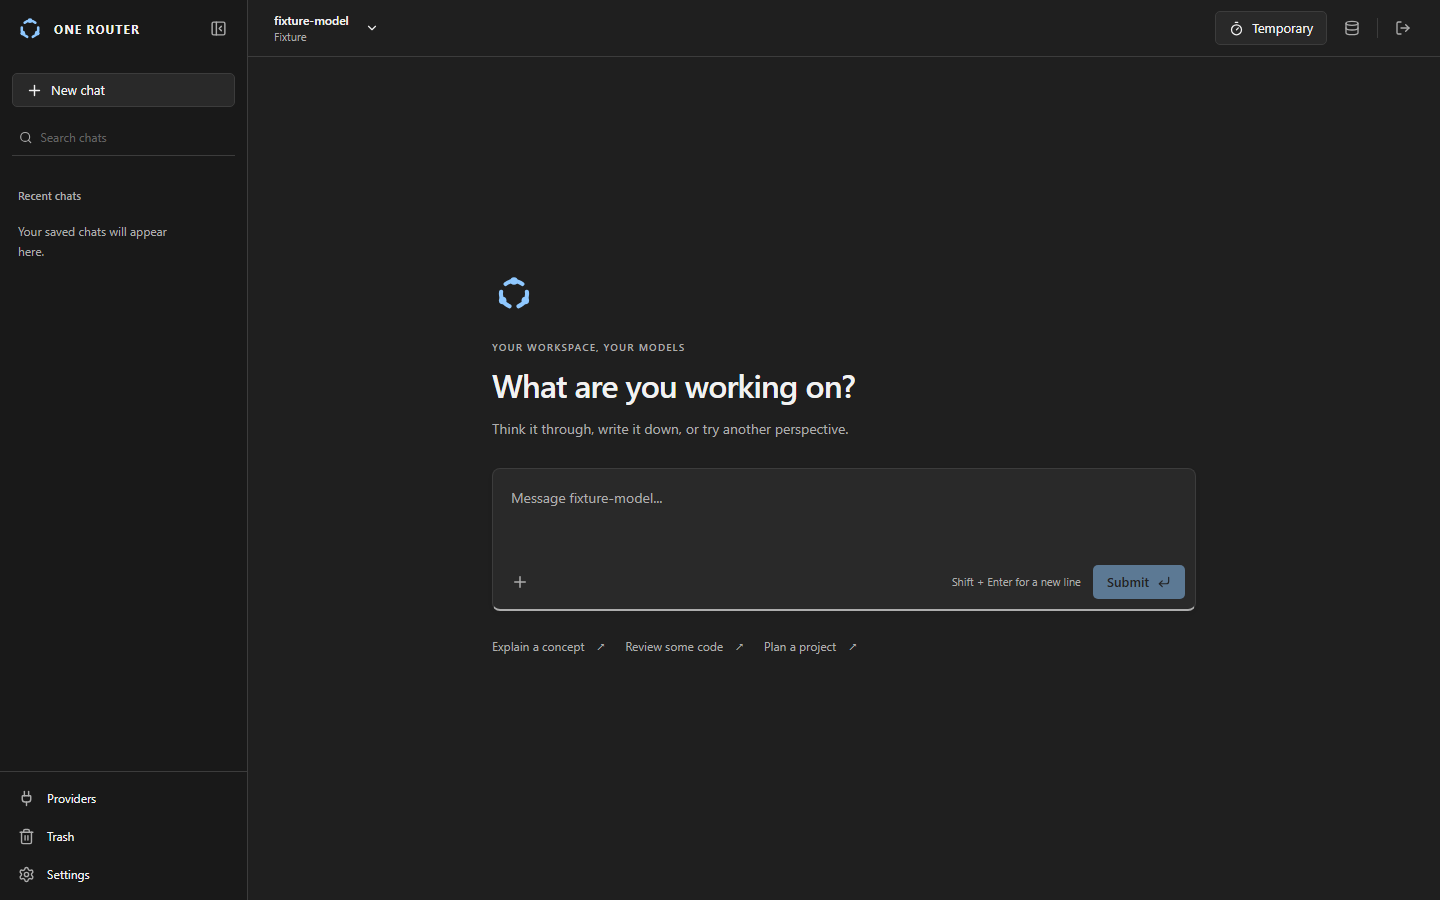 ONE ROUTER
New chat
Search chats
Recent chats
Your saved chats will appear
here.
Providers
Trash
Settings
fixture-model
Fixture
Temporary
YOUR WORKSPACE, YOUR MODELS
What are you working on?
Think it through, write it down, or try another perspective.
Message fixture-model...
Shift + Enter for a new line
Submit
Explain a concept
Review some code
Plan a project